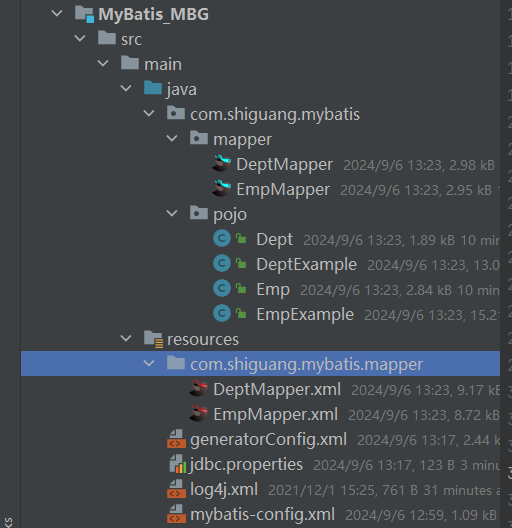 MyBatis_MBG
src
main
java
com.shiguang.mybatis
mapper
DeptMapper 2024/9/6 13:23, 2.98 kB
EmpMapper 2024/9/6 13:23, 2.95 kB
pojo
Dept 2024/9/6 13:23, 1.89 kB 10 min
DeptExample 2024/9/6 13:23, 13.0
Emp 2024/9/6 13:23, 2.84 kB 10 min
EmpExample 2024/9/6 13:23, 15.2
resources
com.shiguang.mybatis.mapper
DeptMapper.xml 2024/9/6 13:23, 9.17 k
EmpMapper.xml 2024/9/6 13:23, 8.72 k
generatorConfig.xml 2024/9/6 13:17, 2.44 k
jdbc.properties 2024/9/6 13:17, 123 B 3 minut
log4j.xml 2021/12/1 15:25, 761 B 31 minutes a
mybatis-config.xml 2024/9/6 12:59, 1.09 k